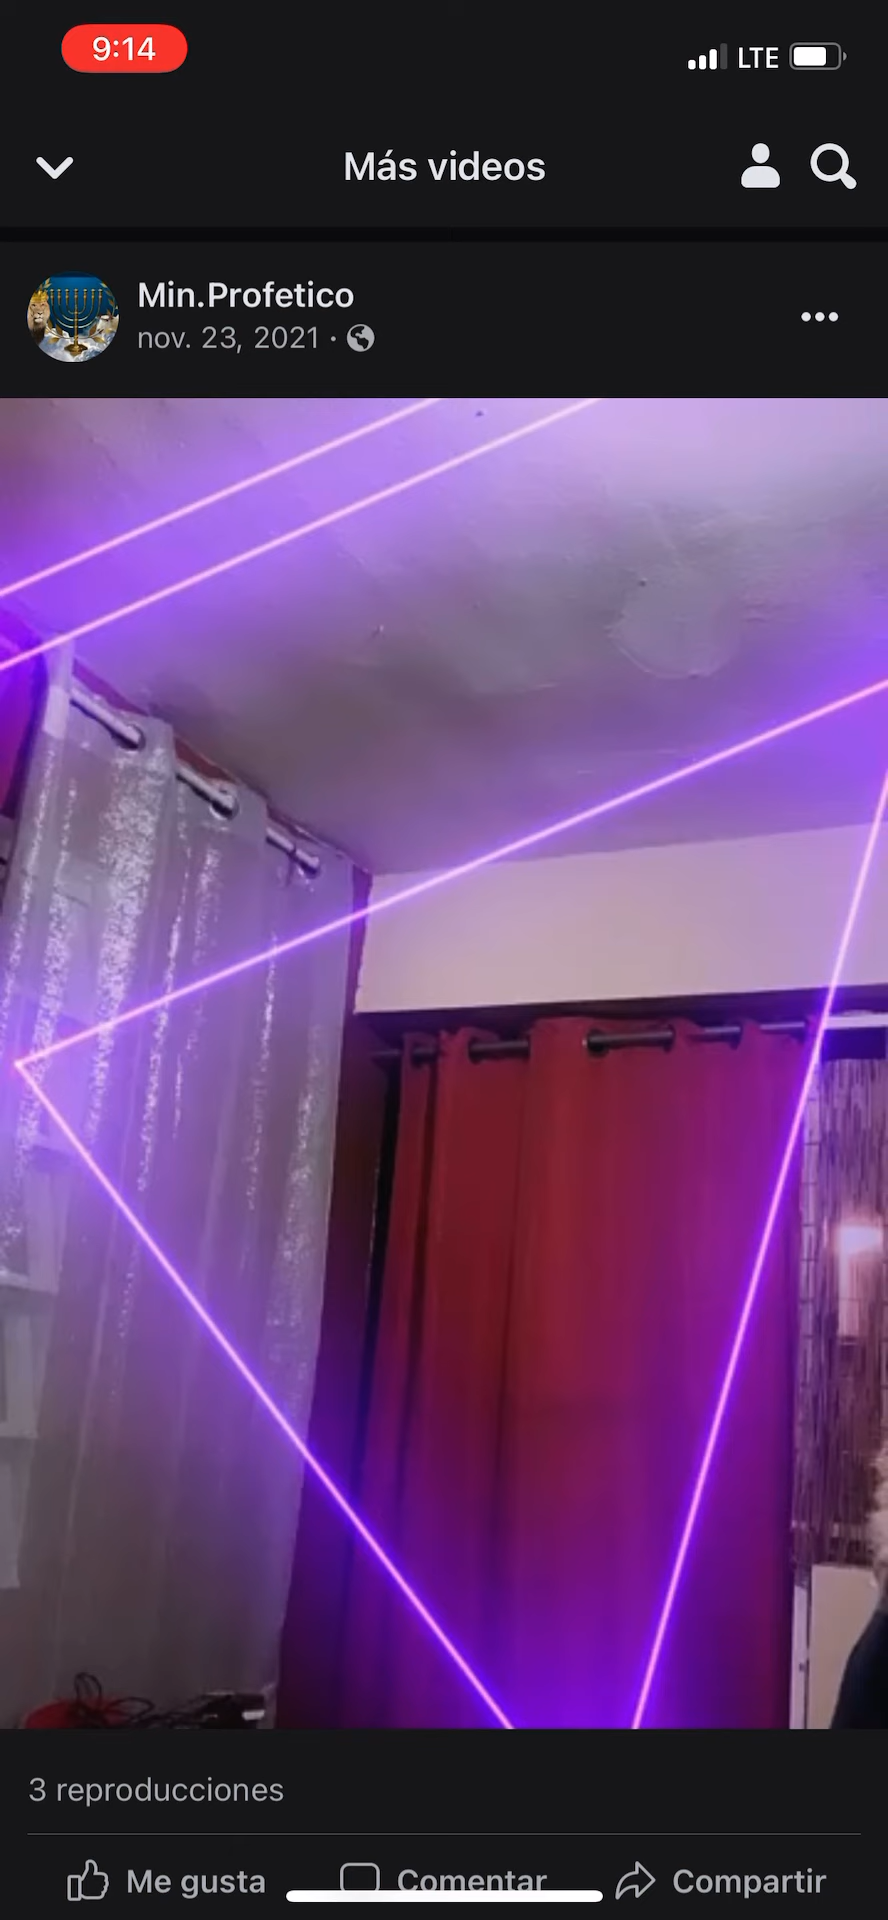 9:14
LTE
Más videos
Min.Profetico
nov. 23, 2021 ·
3 reproducciones
Me gusta
Comentar
Compartir